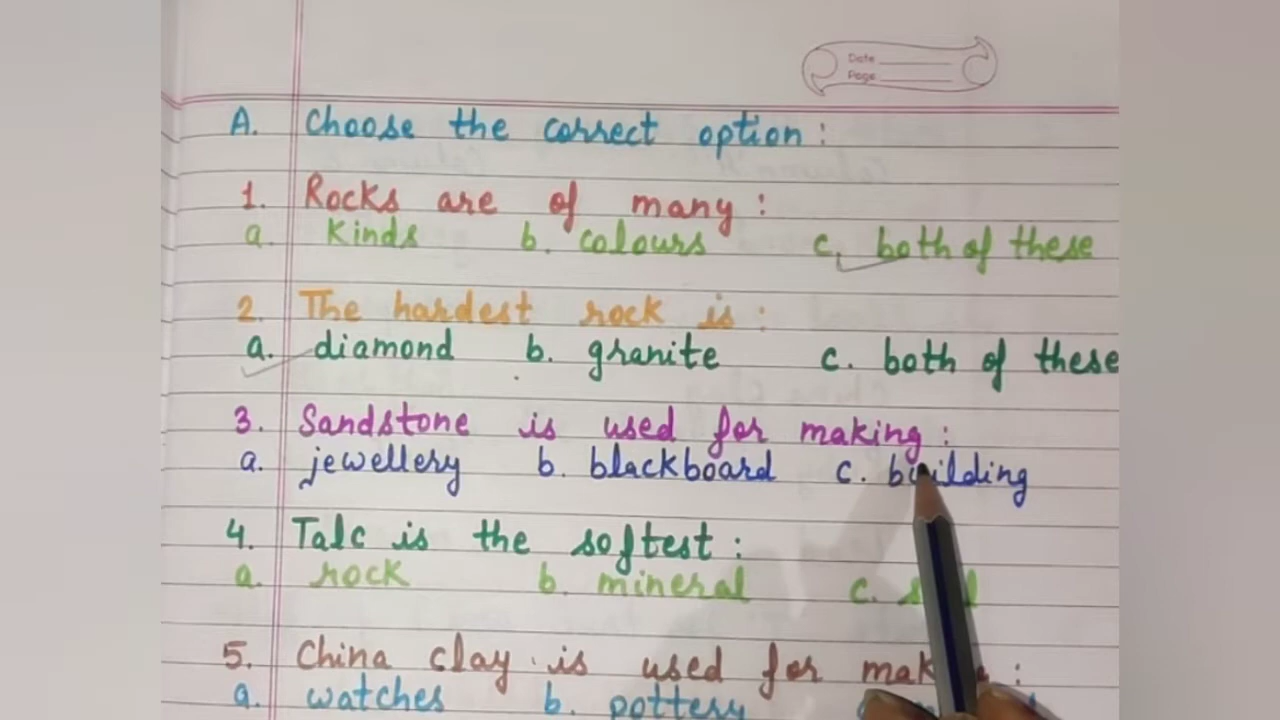 Date
Page
A. Choose the correct option:
1. Rocks are of many:
a. Kinds b. colours c. both of these
2. The hardest rock is:
a. diamond b. granite c. both of these
3. Sandstone is used for making:
a. jewellery b. blackboard c. building
4. Talc is the softest:
a. rock b. mineral c.
5. China clay is used for
a. watches b. pottery